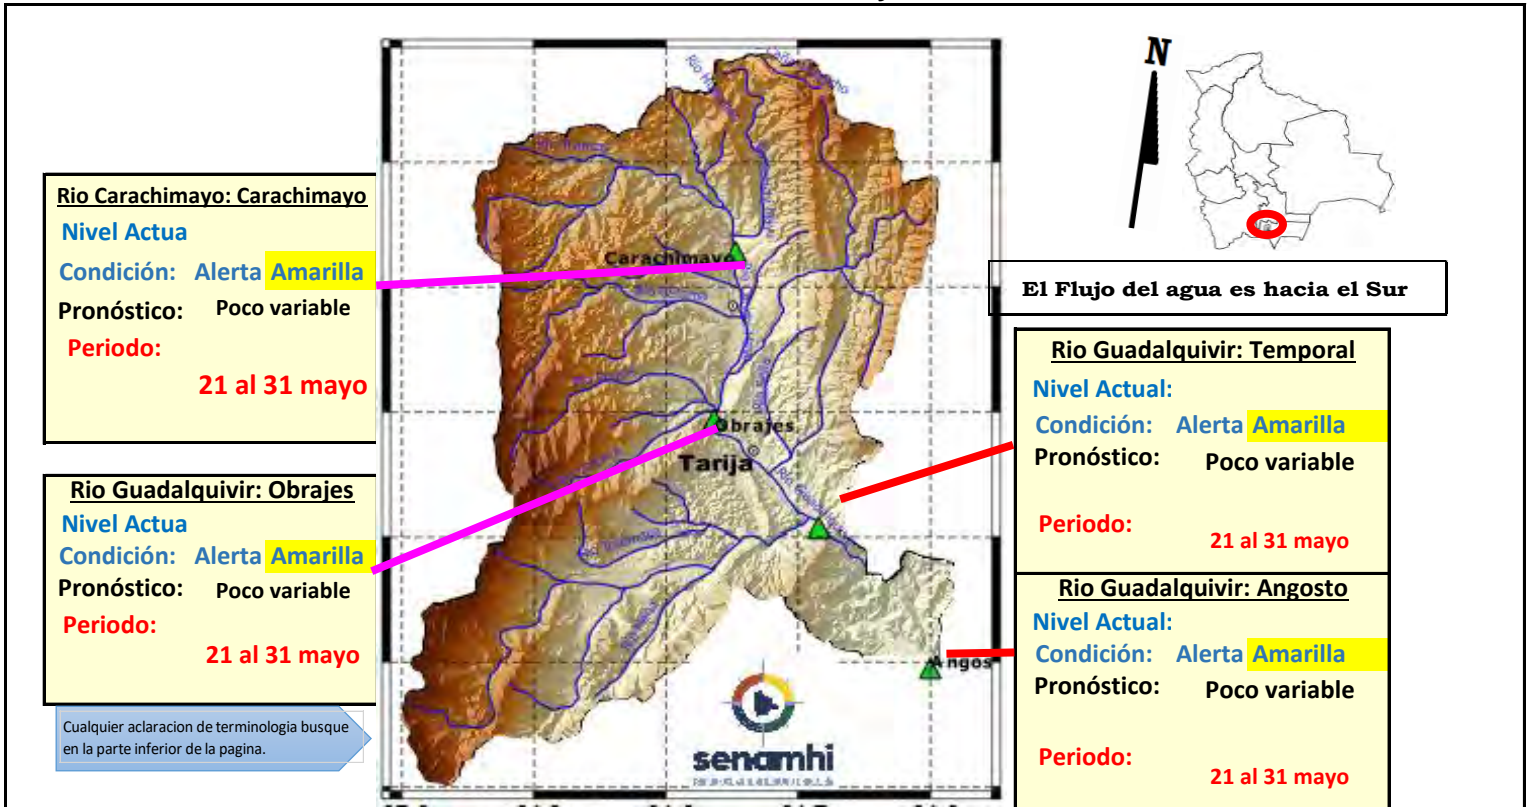 N
El Flujo del agua es hacia el Sur
Rio Carachimayo: Carachimayo
Nivel Actua
Condición: Alerta Amarilla
Pronóstico: Poco variable
Periodo:
21 al 31 mayo
Rio Guadalquivir: Obrajes
Nivel Actua
Condición: Alerta Amarilla
Pronóstico: Poco variable
Periodo:
21 al 31 mayo
Cualquier aclaracion de terminologia busque
en la parte inferior de la pagina.
Carachimayo
Obrajes
Tarija
Angos
senamhi
Rio Guadalquivir: Temporal
Nivel Actual:
Condición: Alerta Amarilla
Pronóstico: Poco variable
Periodo:
21 al 31 mayo
Rio Guadalquivir: Angosto
Nivel Actual:
Condición: Alerta Amarilla
Pronóstico: Poco variable
Periodo:
21 al 31 mayo